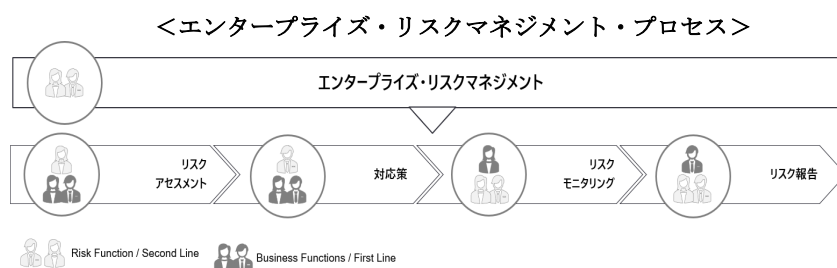 ＜エンタープライズ・リスクマネジメント・プロセス＞
エンタープライズ・リスクマネジメント
リスク
アセスメント
対応策
リスク
モニタリング
リスク報告
Risk Function / Second Line
Business Functions / First Line